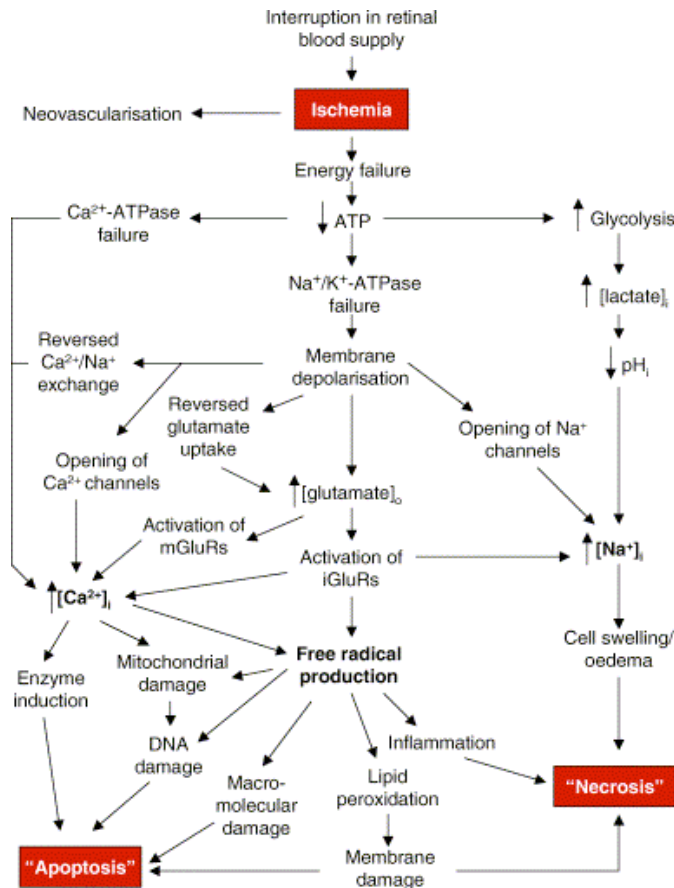 Interruption in retinal
blood supply
Neovascularisation
Ischemia
Energy failure
Ca²⁺-ATPase
failure
ATP
Glycolysis
Na⁺/K⁺-ATPase
failure
[lactate]ᵢ
Reversed
Ca²⁺/Na⁺
exchange
Membrane
depolarisation
pHᵢ
Reversed
glutamate
uptake
Opening of Na⁺
channels
Opening of
Ca²⁺ channels
[glutamate]ₒ
Activation of
mGluRs
Activation of
iGluRs
[Na⁺]ᵢ
[Ca²⁺]ᵢ
Cell swelling/
oedema
Enzyme
induction
Mitochondrial
damage
Free radical
production
DNA
damage
Inflammation
Macro-
molecular
damage
Lipid
peroxidation
"Necrosis"
"Apoptosis"
Membrane
damage